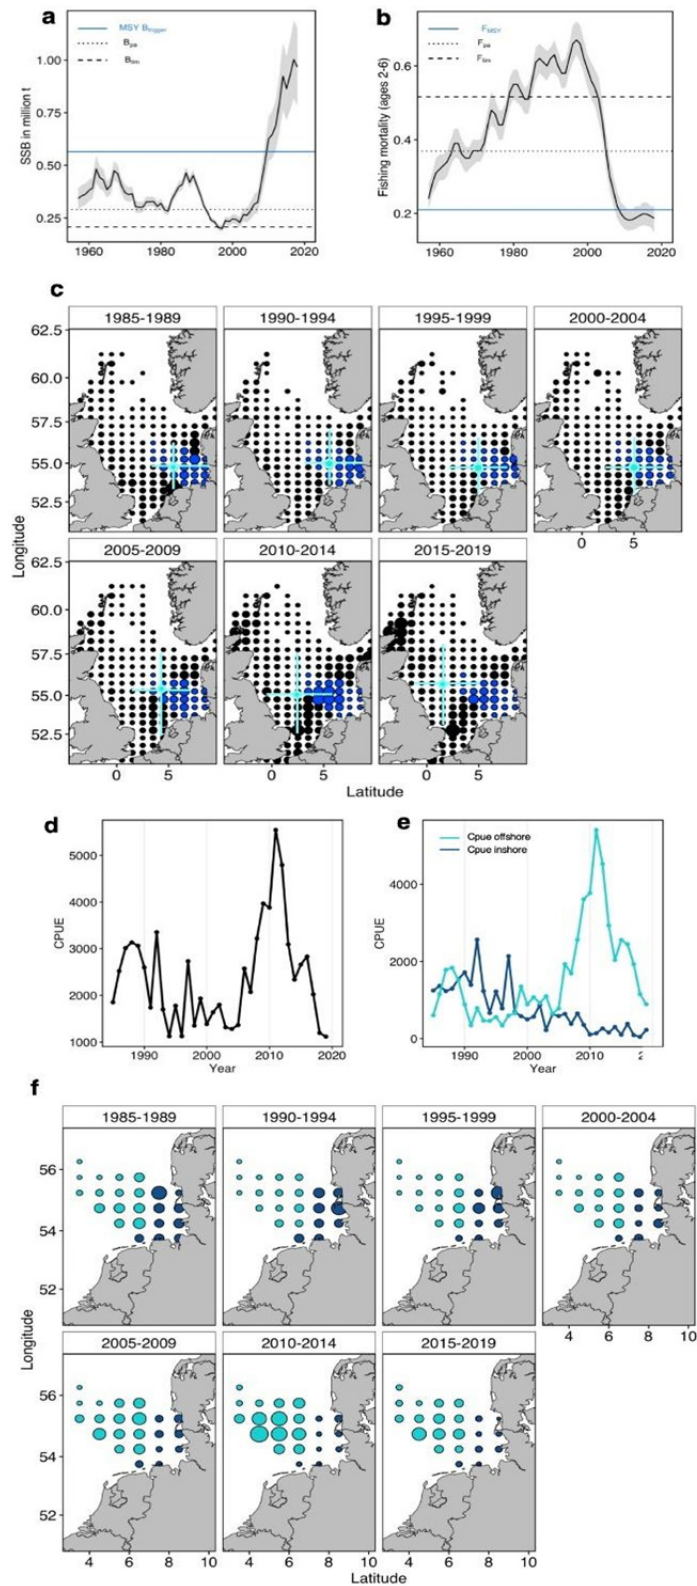 a
MSY Btrigger
Bpa
Blim
SSB in million t
1.00
0.75
0.50
0.25
1960 1980 2000 2020
b
FMSY
Fpa
Flim
Fishing mortality (ages 2-6)
0.6
0.4
0.2
1960 1980 2000 2020
c
1985-1989 1990-1994 1995-1999 2000-2004
62.5
60.0
57.5
55.0
52.5
0 5
Longitude
2005-2009 2010-2014 2015-2019
62.5
60.0
57.5
55.0
52.5
0 5 0 5 0 5
Latitude
d
CPUE
5000
4000
3000
2000
1000
1990 2000 2010 2020
Year
e
Cpue offshore
Cpue inshore
CPUE
4000
2000
0
1990 2000 2010 2
Year
f
1985-1989 1990-1994 1995-1999 2000-2004
56
54
52
4 6 8 10
Longitude
2005-2009 2010-2014 2015-2019
56
54
52
4 6 8 10 4 6 8 10 4 6 8 10
Latitude